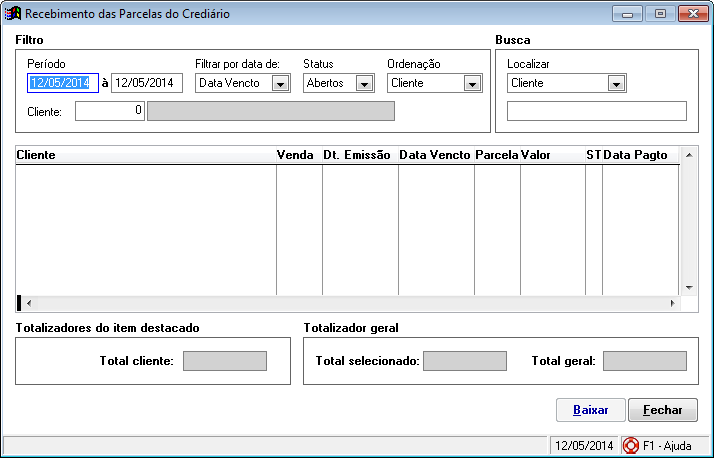 Recebimento das Parcelas do Crediário
Filtro
Busca
Período
Filtrar por data de:
Status
Ordenação
Localizar
12/05/2014 à 12/05/2014
Data Vencto
Abertos
Cliente
Cliente
Cliente: 0
Cliente Venda Dt. Emissão Data Vencto Parcela Valor ST Data Pagto
Totalizadores do item destacado
Totalizador geral
Total cliente:
Total selecionado:
Total geral:
Baixar
Fechar
12/05/2014
F1 - Ajuda